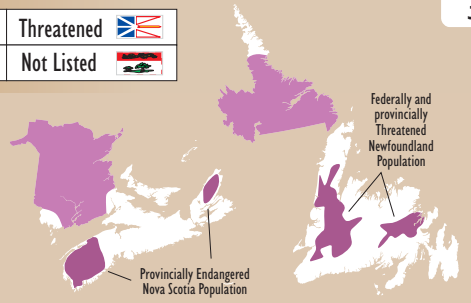 Threatened
Not Listed
Federally and
provincially
Threatened
Newfoundland
Population
Provincially Endangered
Nova Scotia Population